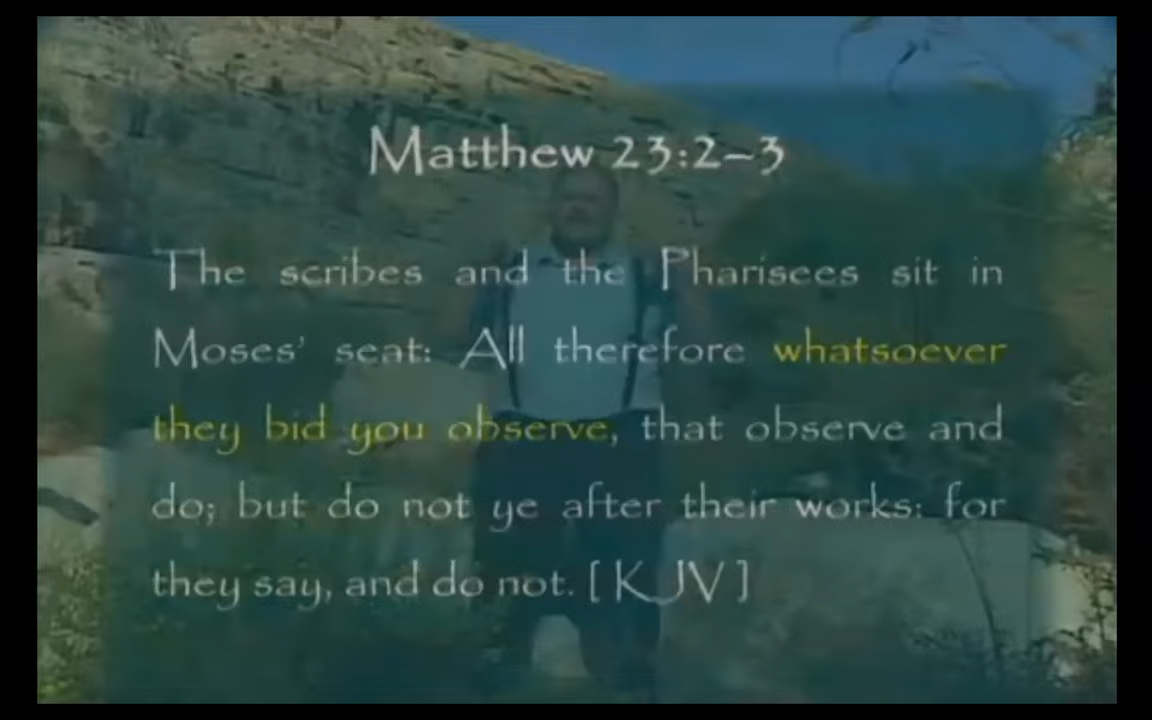 Matthew 23:2–3
The scribes and the Pharisees sit in
Moses’ seat: All therefore whatsoever
they bid you observe, that observe and
do; but do not ye after their works: for
they say, and do not. [ KJV ]